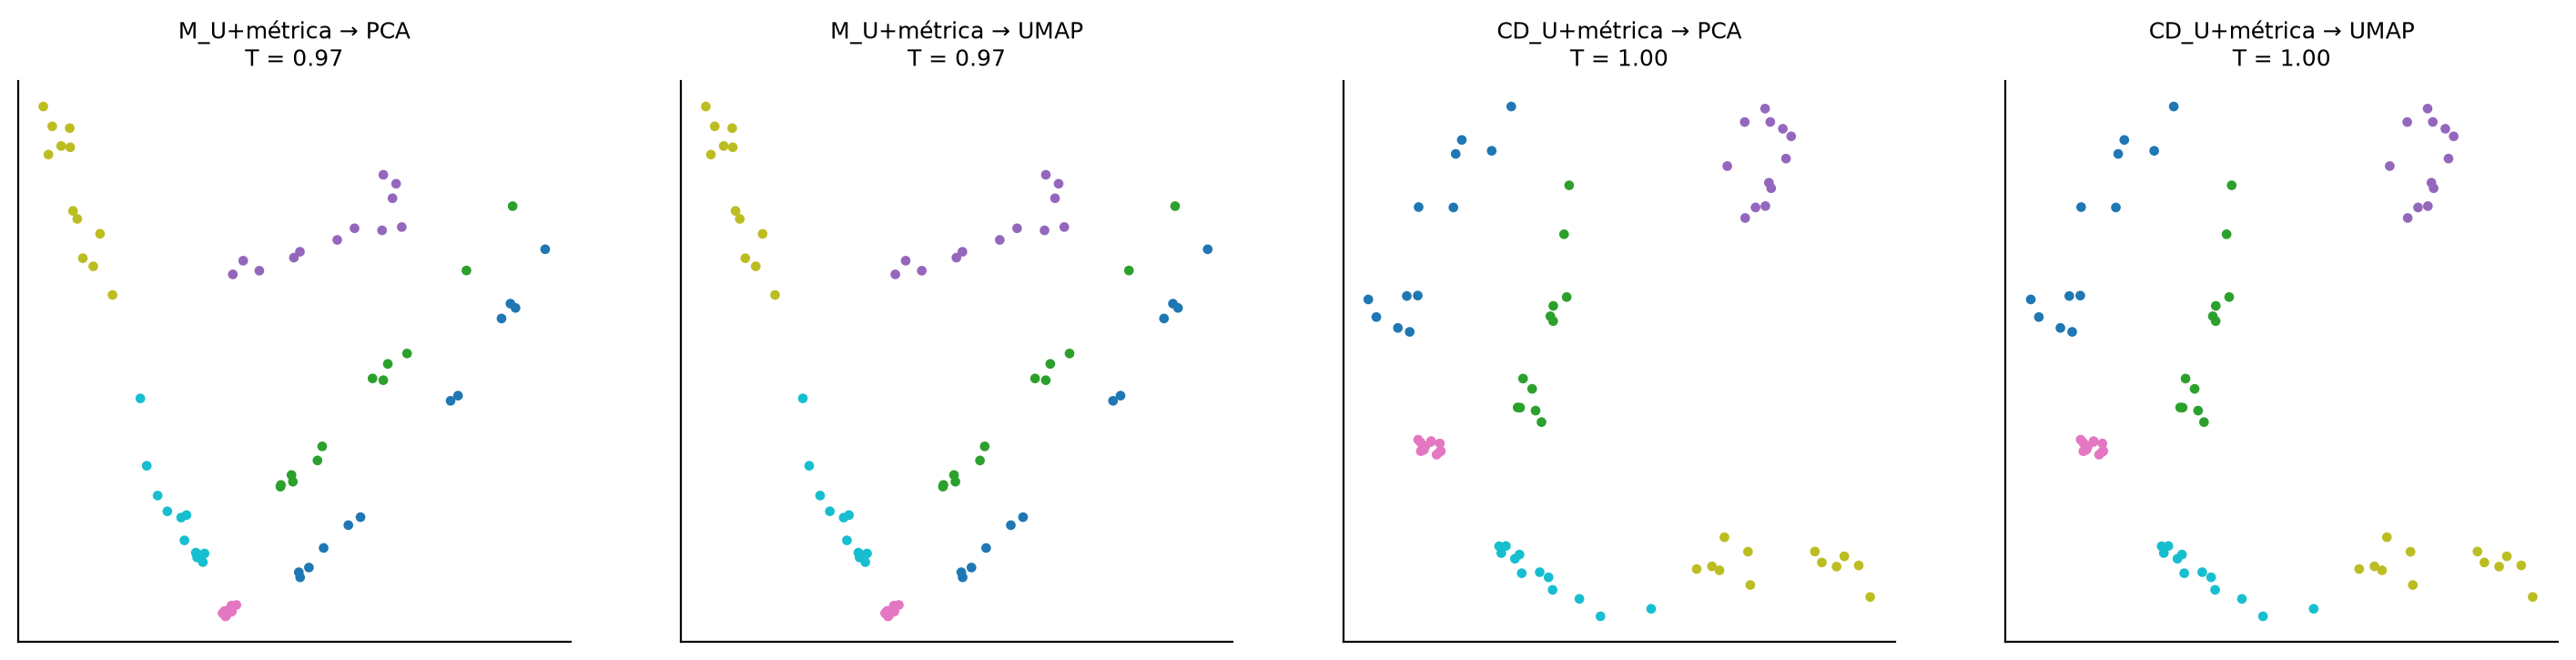 M_U+métrica → PCA
T = 0.97
M_U+métrica → UMAP
T = 0.97
CD_U+métrica → PCA
T = 1.00
CD_U+métrica → UMAP
T = 1.00